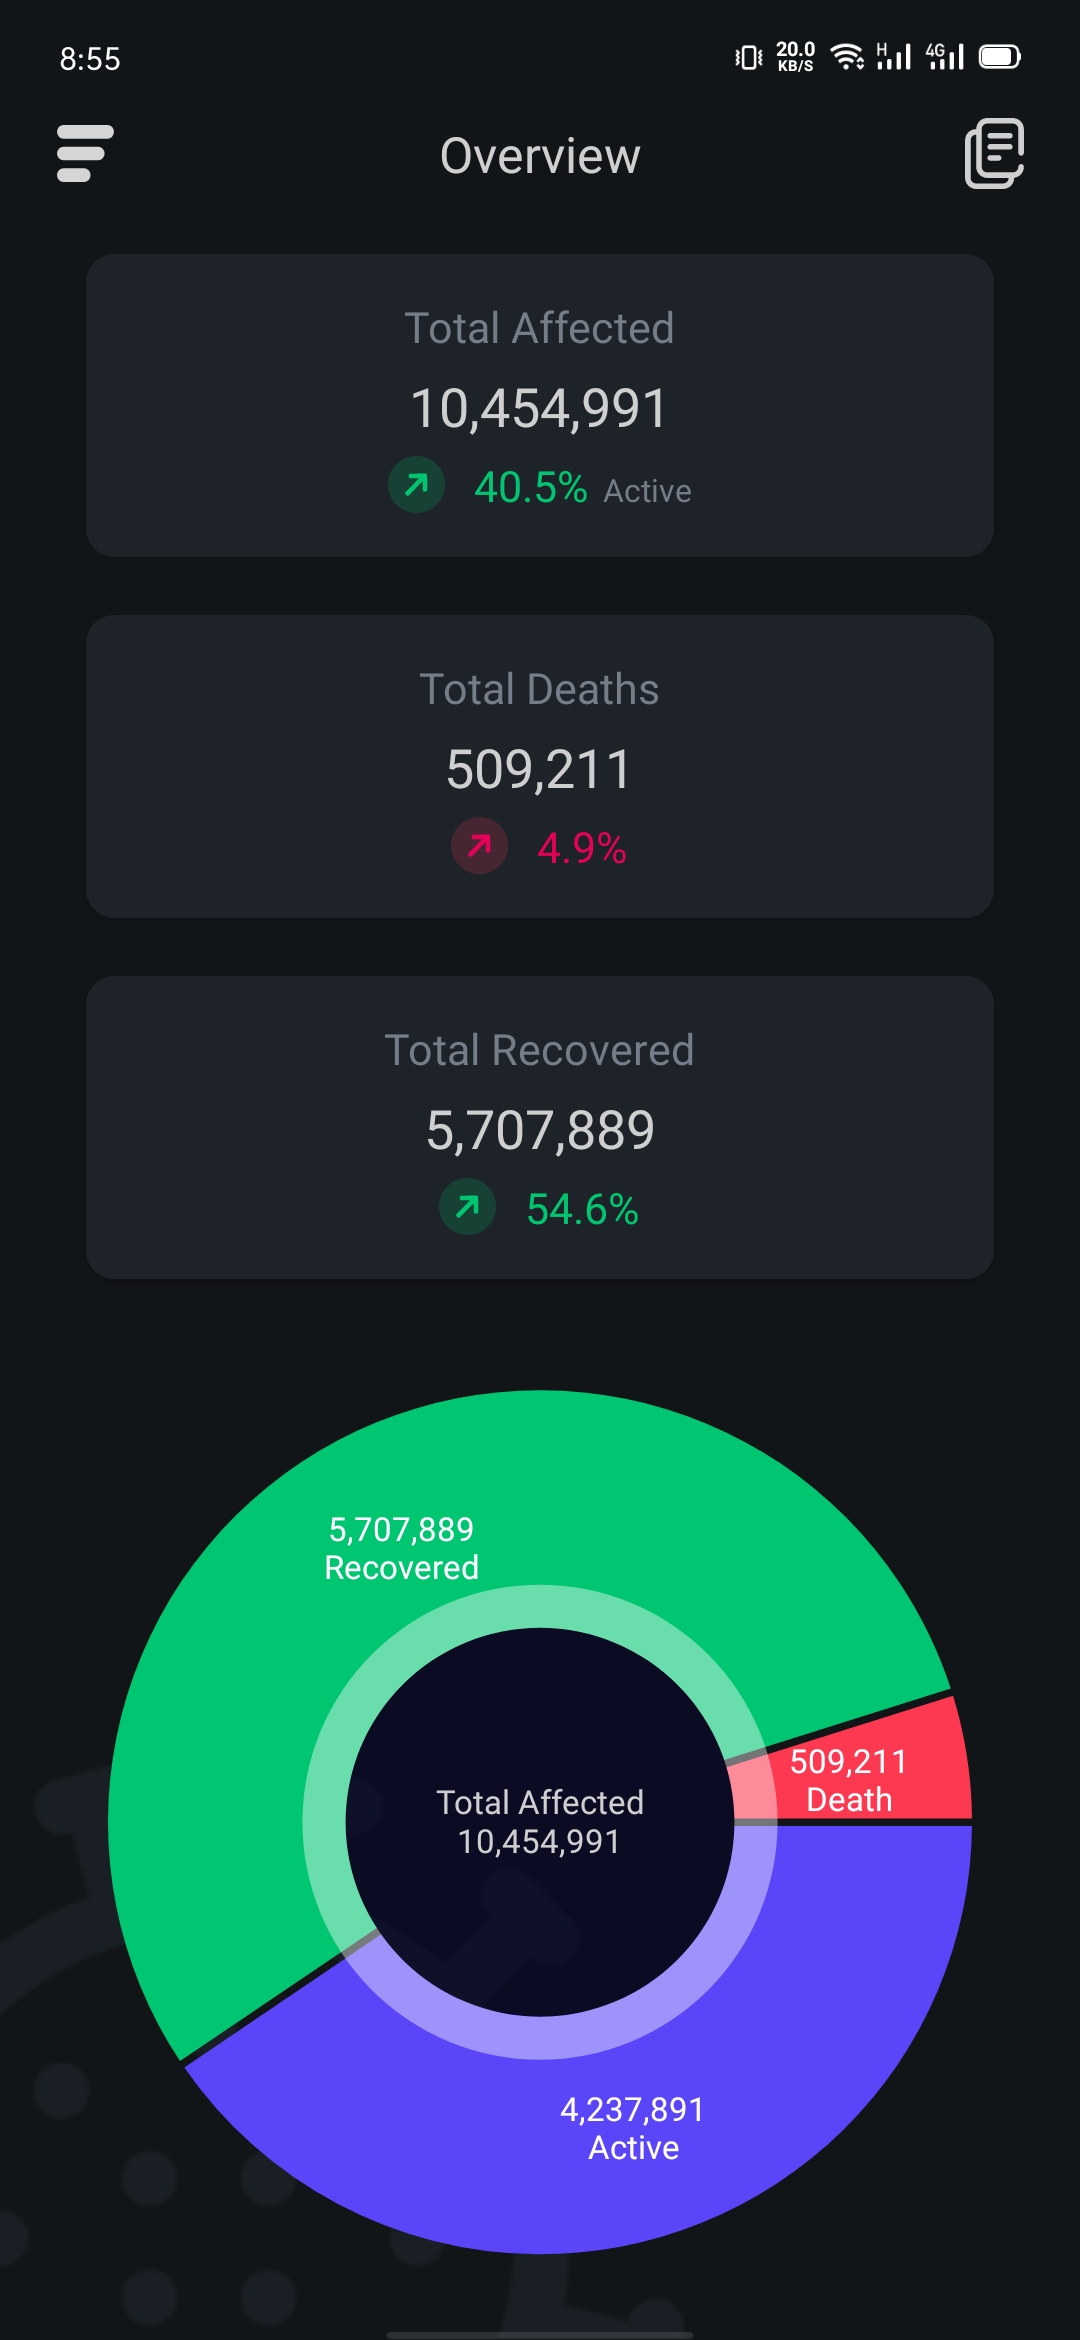 8:55
20.0
KB/S
H
4G
Overview
Total Affected
10,454,991
40.5% Active
Total Deaths
509,211
4.9%
Total Recovered
5,707,889
54.6%
5,707,889
Recovered
509,211
Death
Total Affected
10,454,991
4,237,891
Active